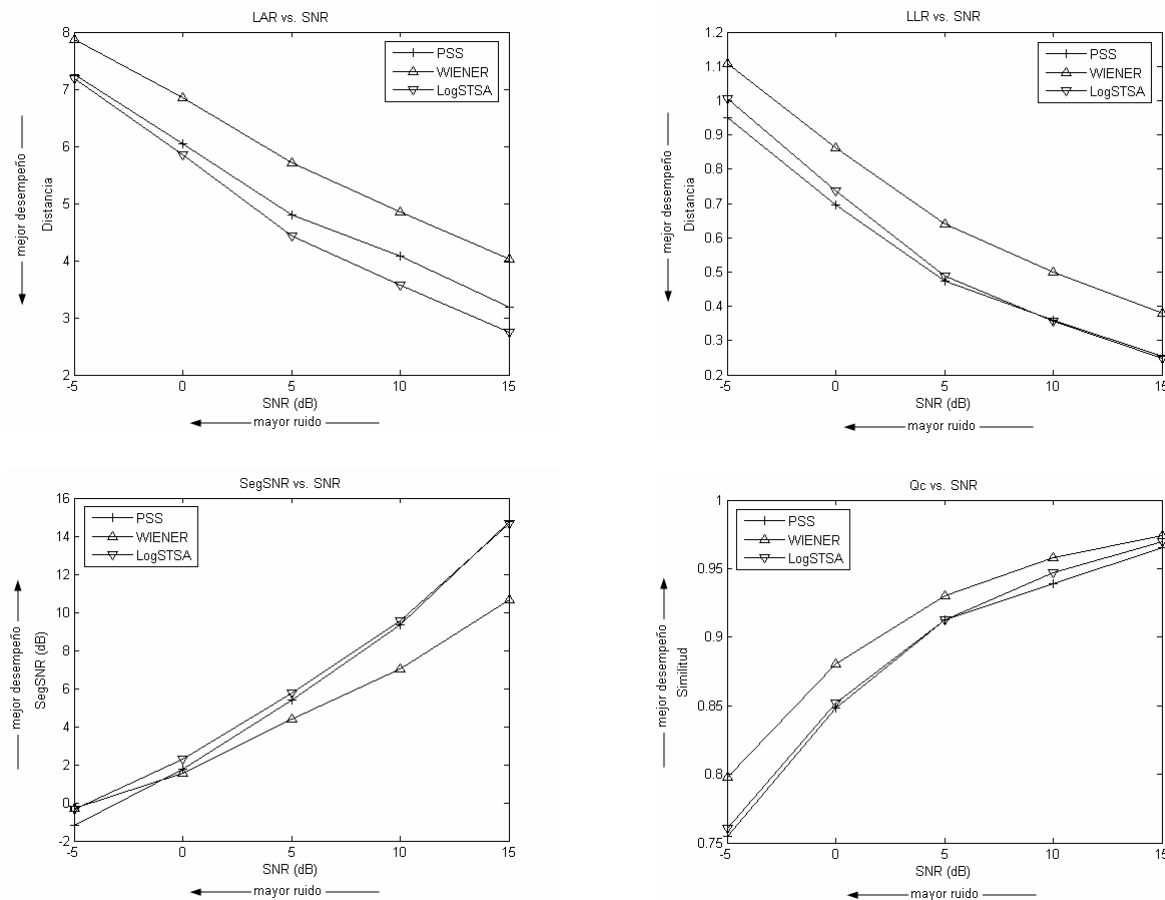 LAR vs. SNR
8
7
6
5
4
3
2
-5
0
5
10
15
PSS
WIENER
LogSTSA
mejor desempeño
Distancia
SNR (dB)
mayor ruido
LLR vs. SNR
1.2
1.1
1
0.9
0.8
0.7
0.6
0.5
0.4
0.3
0.2
-5
0
5
10
15
PSS
WIENER
LogSTSA
mejor desempeño
Distancia
SNR (dB)
mayor ruido
SegSNR vs. SNR
16
14
12
10
8
6
4
2
0
-2
-5
0
5
10
15
PSS
WIENER
LogSTSA
mejor desempeño
SegSNR (dB)
SNR (dB)
mayor ruido
Qc vs. SNR
1
0.95
0.9
0.85
0.8
0.75
-5
0
5
10
15
PSS
WIENER
LogSTSA
mejor desempeño
Similitud
SNR (dB)
mayor ruido